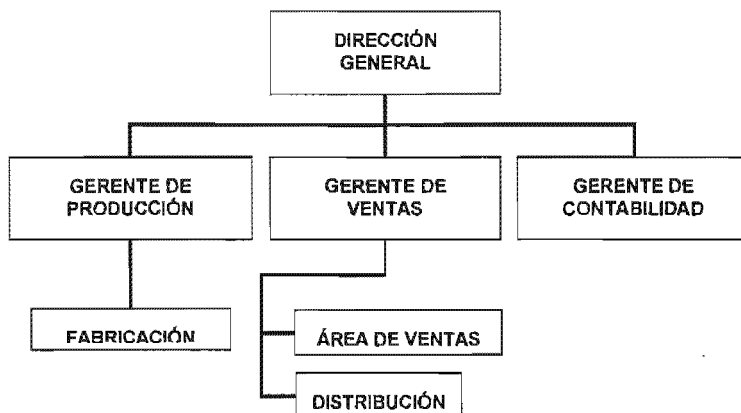 DIRECCIÓN
GENERAL
GERENTE DE
PRODUCCIÓN
GERENTE DE
VENTAS
GERENTE DE
CONTABILIDAD
FABRICACIÓN
ÁREA DE VENTAS
DISTRIBUCIÓN